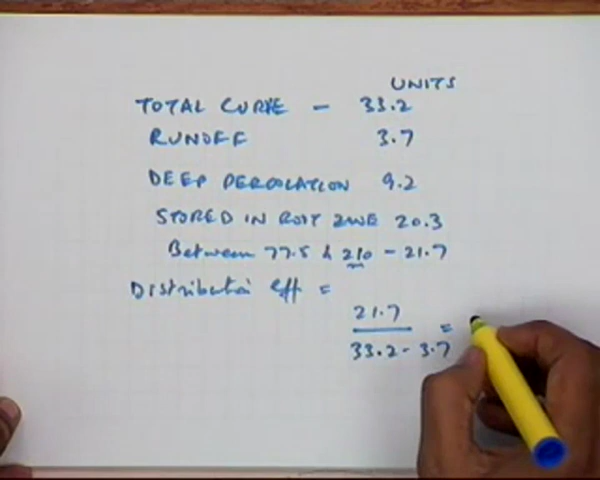 UNITS
TOTAL CURVE - 33.2
RUNOFF 3.7
DEEP PERCOLATION 9.2
STORED IN ROOT ZONE 20.3
Between 77.5 & 210 - 21.7
Distribution eff =
21.7
=
33.2 - 3.7